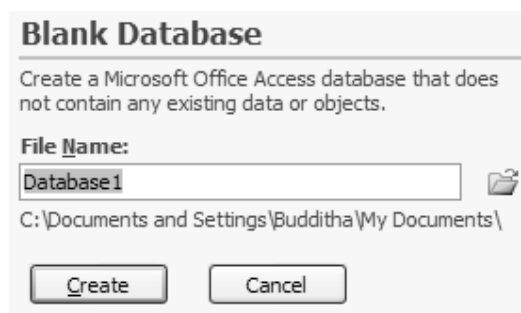 Blank Database
Create a Microsoft Office Access database that does
not contain any existing data or objects.
File Name:
Database1
C:\Documents and Settings\Budditha\My Documents\
Create
Cancel